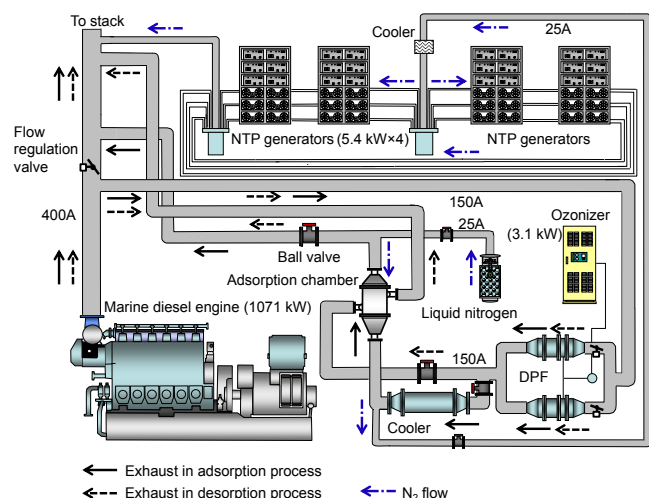 To stack
Cooler
25A
NTP generators (5.4 kW×4)
NTP generators
Flow
regulation
valve
400A
150A
25A
Ozonizer
(3.1 kW)
Ball valve
Adsorption chamber
Liquid nitrogen
Marine diesel engine (1071 kW)
150A
DPF
Cooler
Exhaust in adsorption process
Exhaust in desorption process
N₂ flow